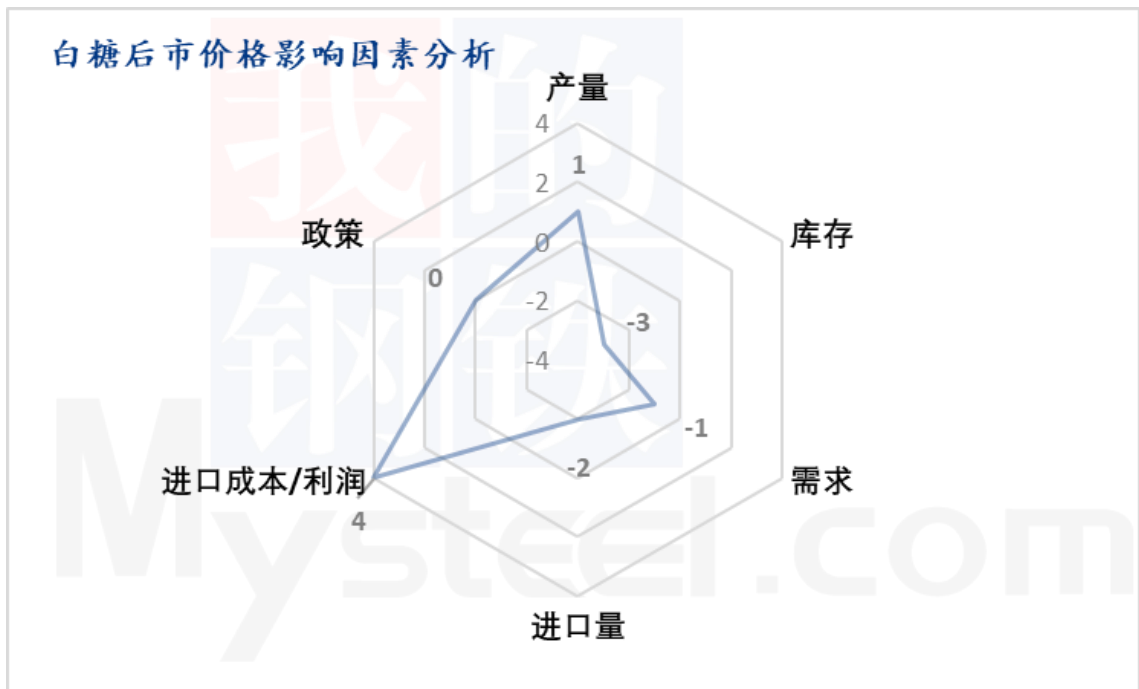 白糖后市价格影响因素分析
产量
4
1
2
政策
0
库存
0
-2
-3
-4
-1
进口成本/利润
-2
需求
4
进口量
我的
钢铁
Mysteel.com